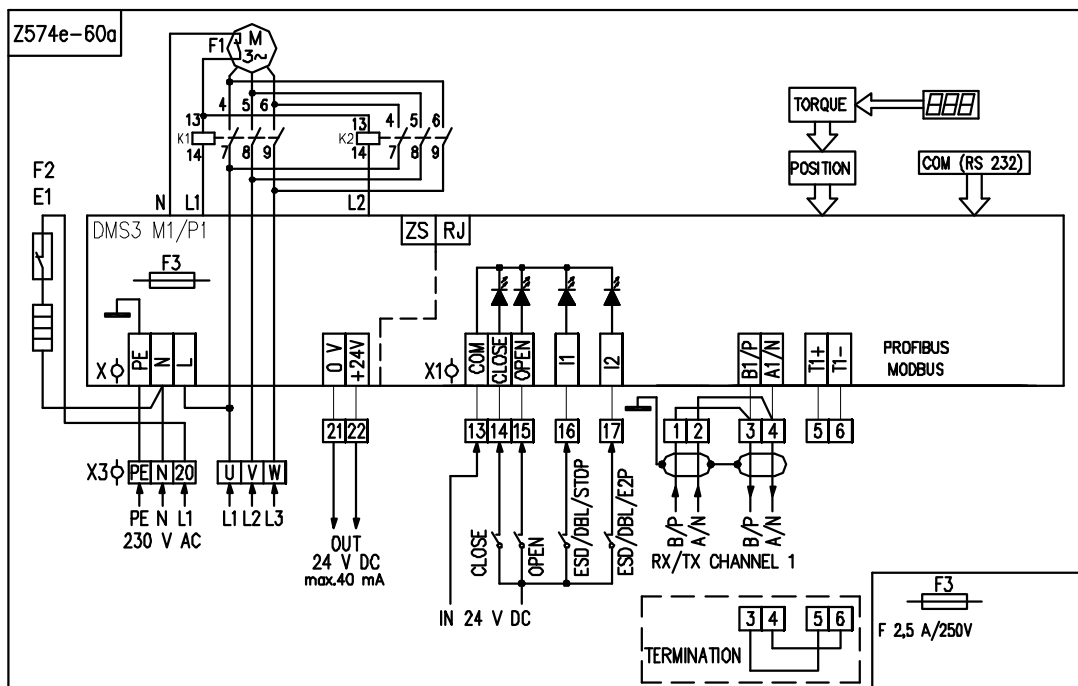 Z574e-60a
F1 M
3~
4 5 6
13
K1
14
7 8 9
13
K2
14
4 5 6
7 8 9
TORQUE
POSITION
COM (RS 232)
F2
E1
N L1 L2
DMS3 M1/P1
ZS RJ
F3
X PE N L
0 V +24V
X1 COM CLOSE OPEN I1 I2
B1/P A1/N T1+ T1-
PROFIBUS
MODBUS
21 22
13 14 15 16 17
1 2 3 4 5 6
X3 PE N 20 U V W
PE N L1 L1 L2 L3
230 V AC
OUT
24 V DC
max.40 mA
CLOSE
OPEN
ESD/DBL/STOP
ESD/DBL/E2P
B/P A/N B/P A/N
RX/TX CHANNEL 1
IN 24 V DC
TERMINATION
3 4 5 6
F3
F 2,5 A/250V